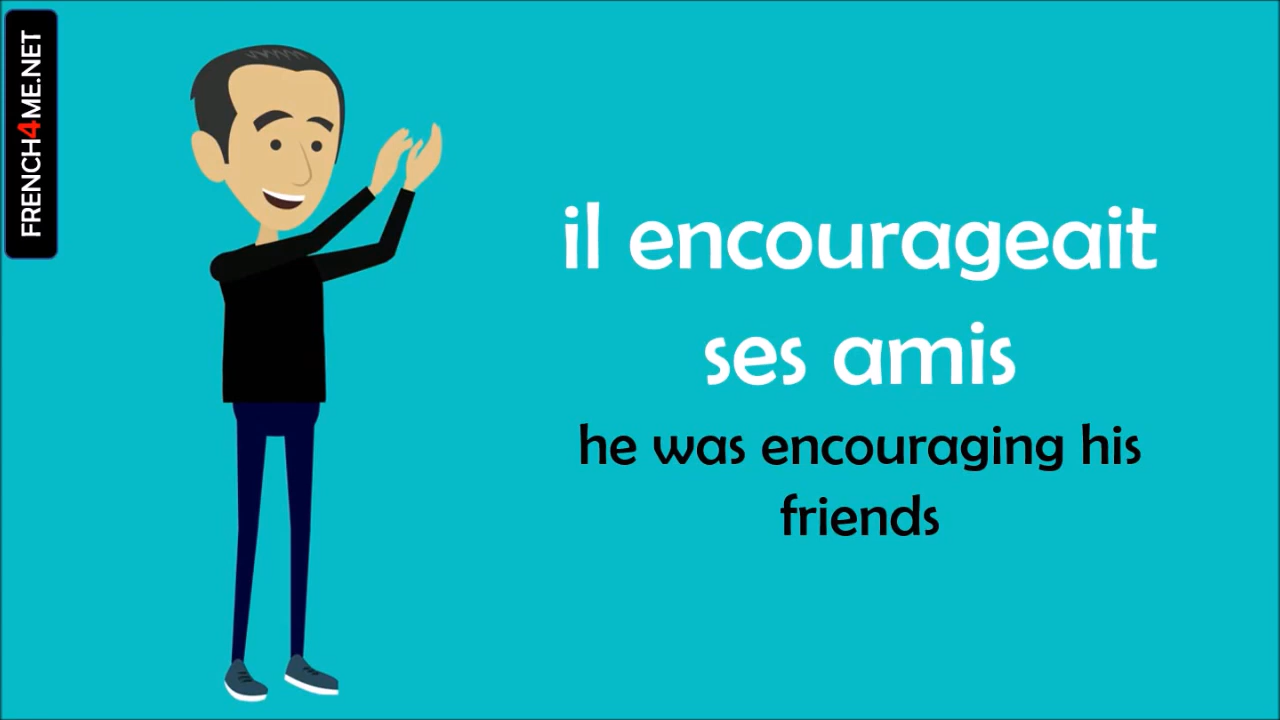 FRENCH4ME.NET
il encourageait
ses amis
he was encouraging his
friends